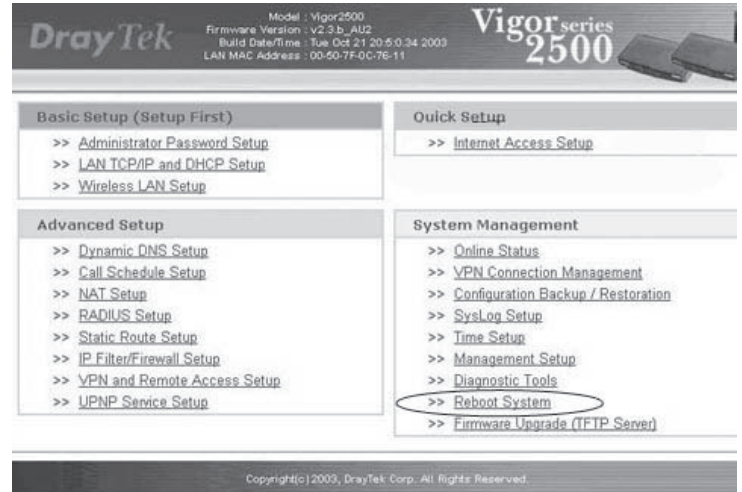 DrayTek
Model : Vigor2500
Firmware Version : v2.3.b_AU2
Build Date/Time : Tue Oct 21 20:5:0.34 2003
LAN MAC Address : 00-50-7F-0C-76-11
Vigor series
2500
Basic Setup (Setup First)
>> Administrator Password Setup
>> LAN TCP/IP and DHCP Setup
>> Wireless LAN Setup
Quick Setup
>> Internet Access Setup
Advanced Setup
>> Dynamic DNS Setup
>> Call Schedule Setup
>> NAT Setup
>> RADIUS Setup
>> Static Route Setup
>> IP Filter/Firewall Setup
>> VPN and Remote Access Setup
>> UPNP Service Setup
System Management
>> Online Status
>> VPN Connection Management
>> Configuration Backup / Restoration
>> SysLog Setup
>> Time Setup
>> Management Setup
>> Diagnostic Tools
>> Reboot System
>> Firmware Upgrade (TFTP Server)
Copyright(c) 2003, DrayTek Corp. All Rights Reserved.